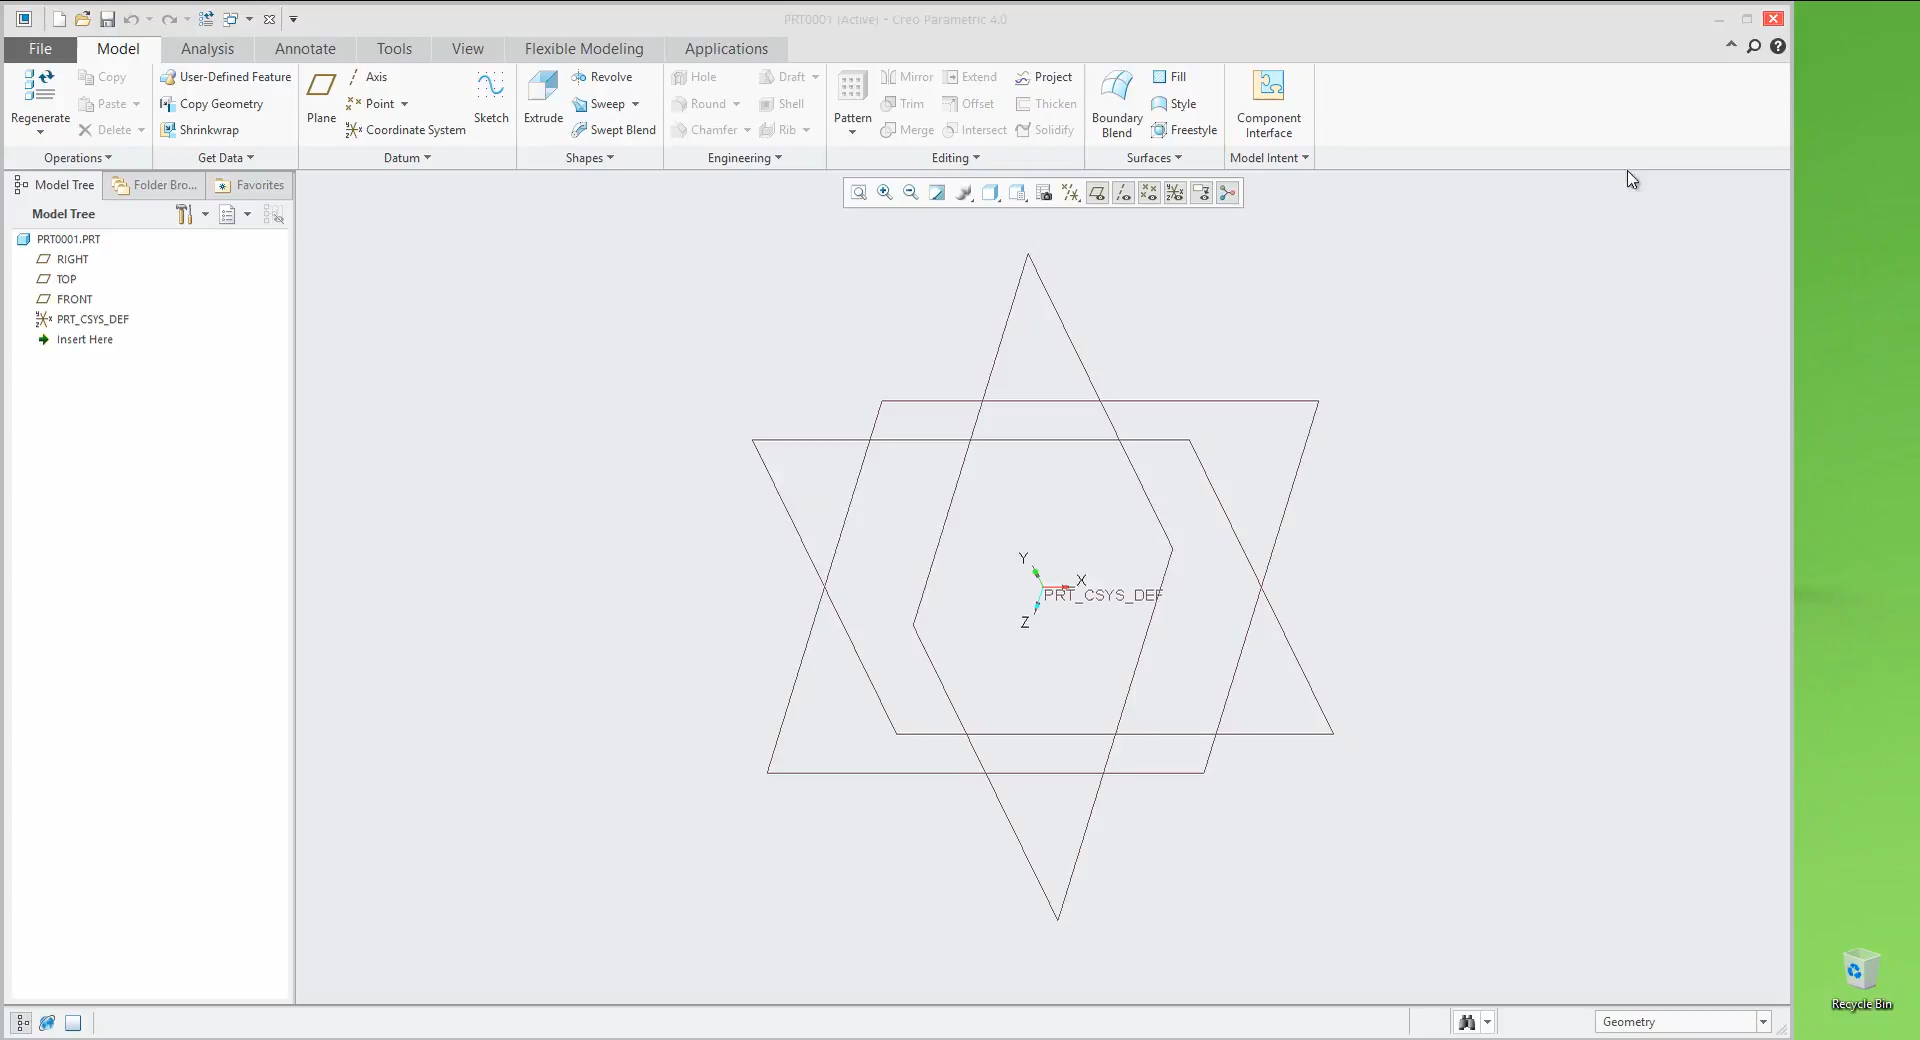 PRT0001 (Active) - Creo Parametric 4.0
File Model Analysis Annotate Tools View Flexible Modeling Applications
Regenerate
Copy
Paste
Delete
Operations
User-Defined Feature
Copy Geometry
Shrinkwrap
Get Data
Plane
Axis
Point
Coordinate System
Sketch
Datum
Extrude
Revolve
Sweep
Swept Blend
Shapes
Hole
Round
Chamfer
Draft
Shell
Rib
Engineering
Pattern
Mirror
Trim
Merge
Extend
Offset
Intersect
Project
Thicken
Solidify
Editing
Boundary
Blend
Fill
Style
Freestyle
Surfaces
Component
Interface
Model Intent
Model Tree Folder Bro... Favorites
Model Tree
PRT0001.PRT
RIGHT
TOP
FRONT
PRT_CSYS_DEF
Insert Here
Y
X
PRT_CSYS_DEF
Z
Recycle Bin
Geometry